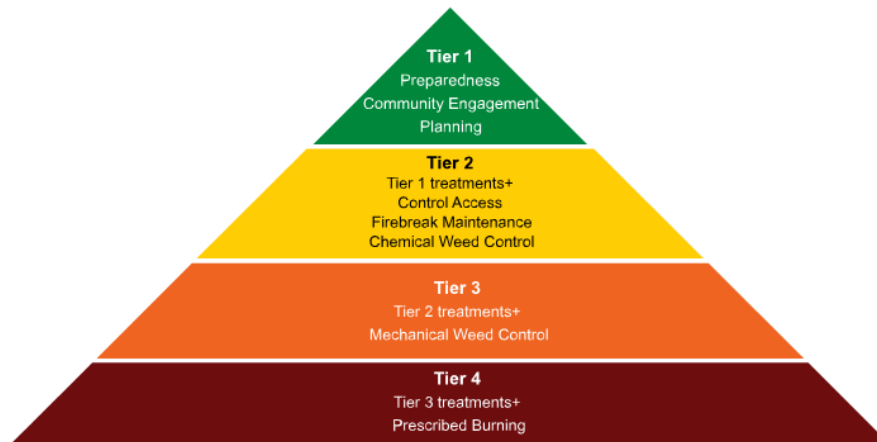 Tier 1
Preparedness
Community Engagement
Planning
Tier 2
Tier 1 treatments+
Control Access
Firebreak Maintenance
Chemical Weed Control
Tier 3
Tier 2 treatments+
Mechanical Weed Control
Tier 4
Tier 3 treatments+
Prescribed Burning